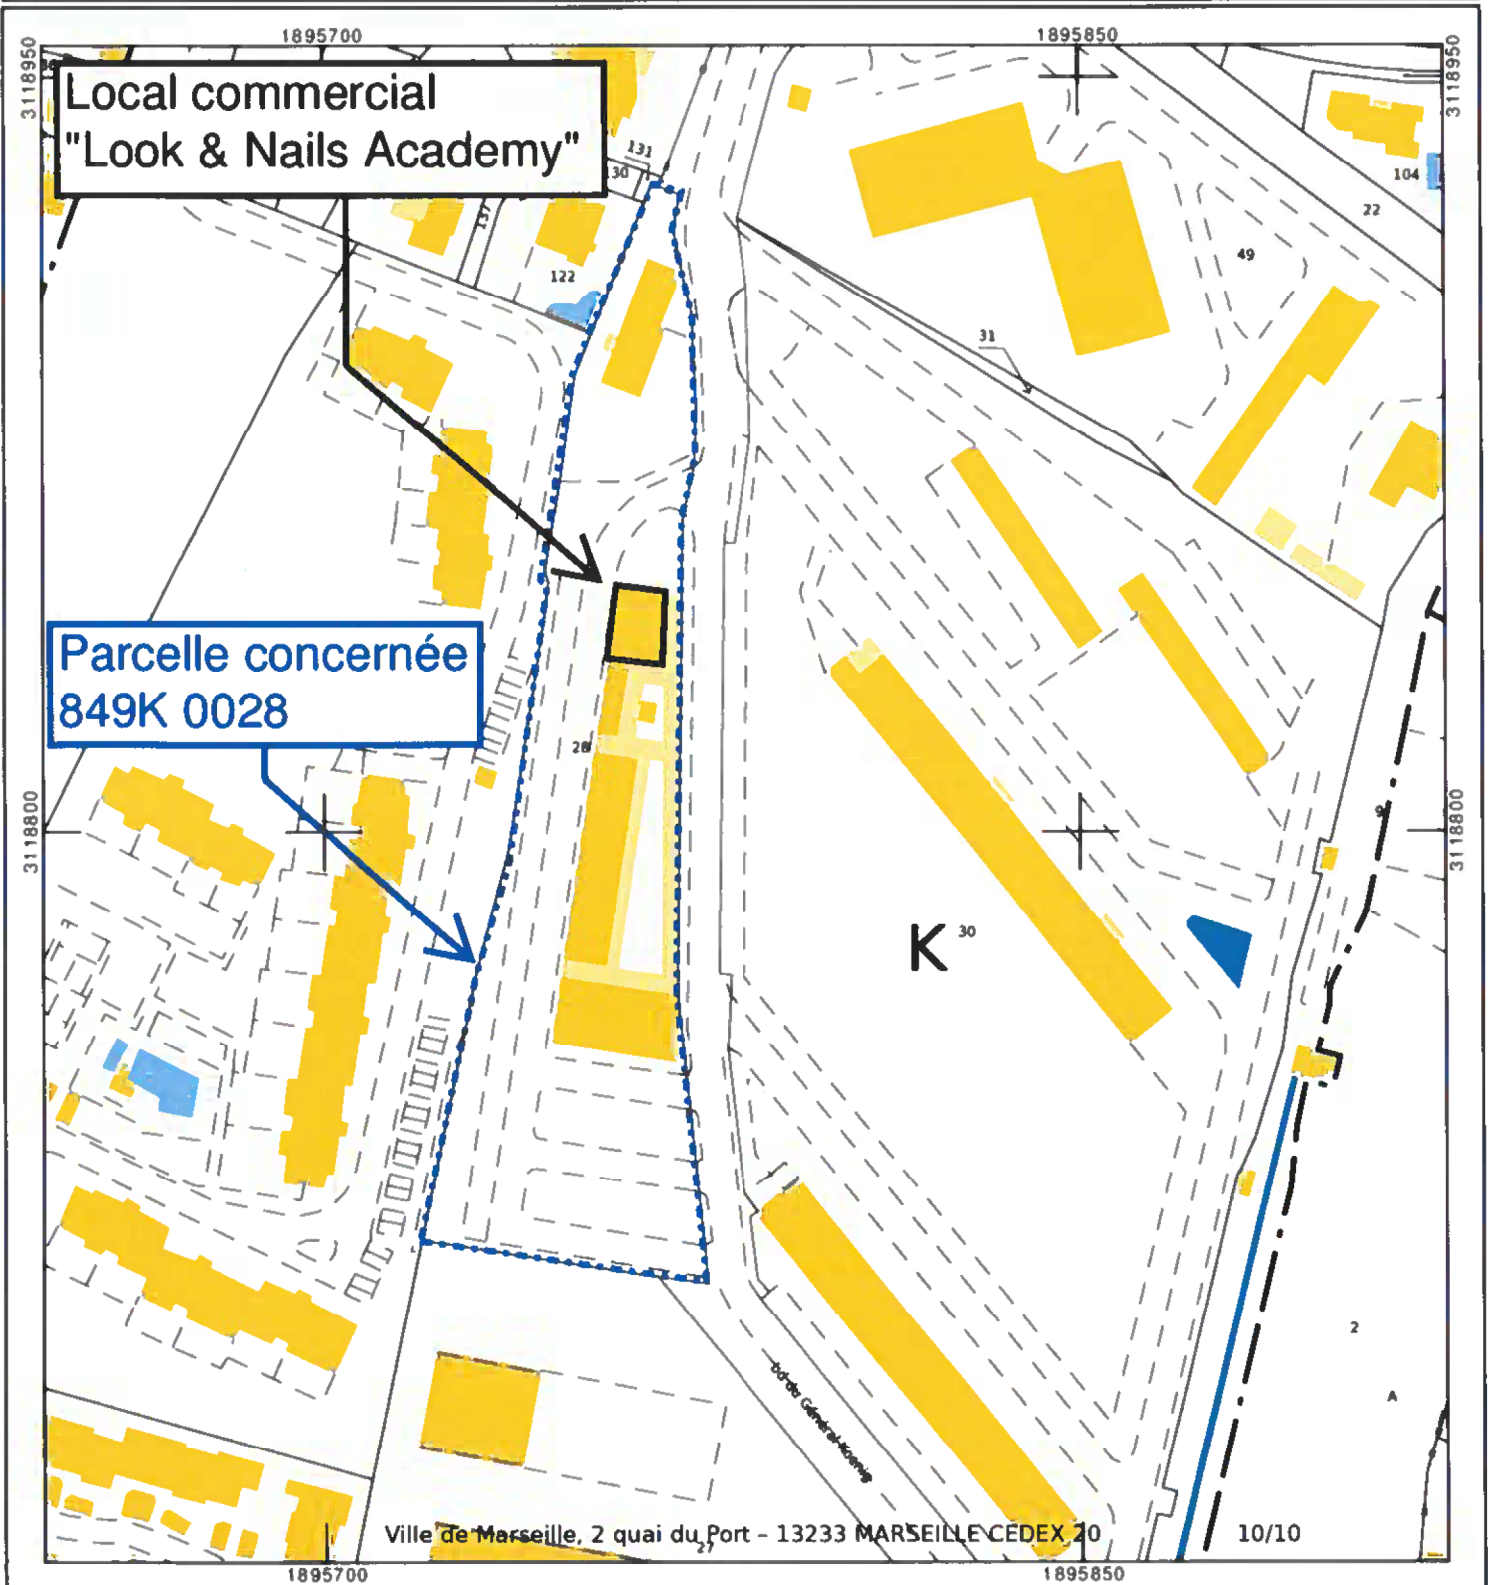 1895700
1895850
3118950
3118950
Local commercial
"Look & Nails Academy"
131
130
137
122
104
22
49
31
Parcelle concernée
849K 0028
28
3118800
3118800
9
K
30
2
A
bd du Général Koenig
Ville de Marseille, 2 quai du Port – 13233 MARSEILLE CEDEX 20
10/10
27
1895700
1895850